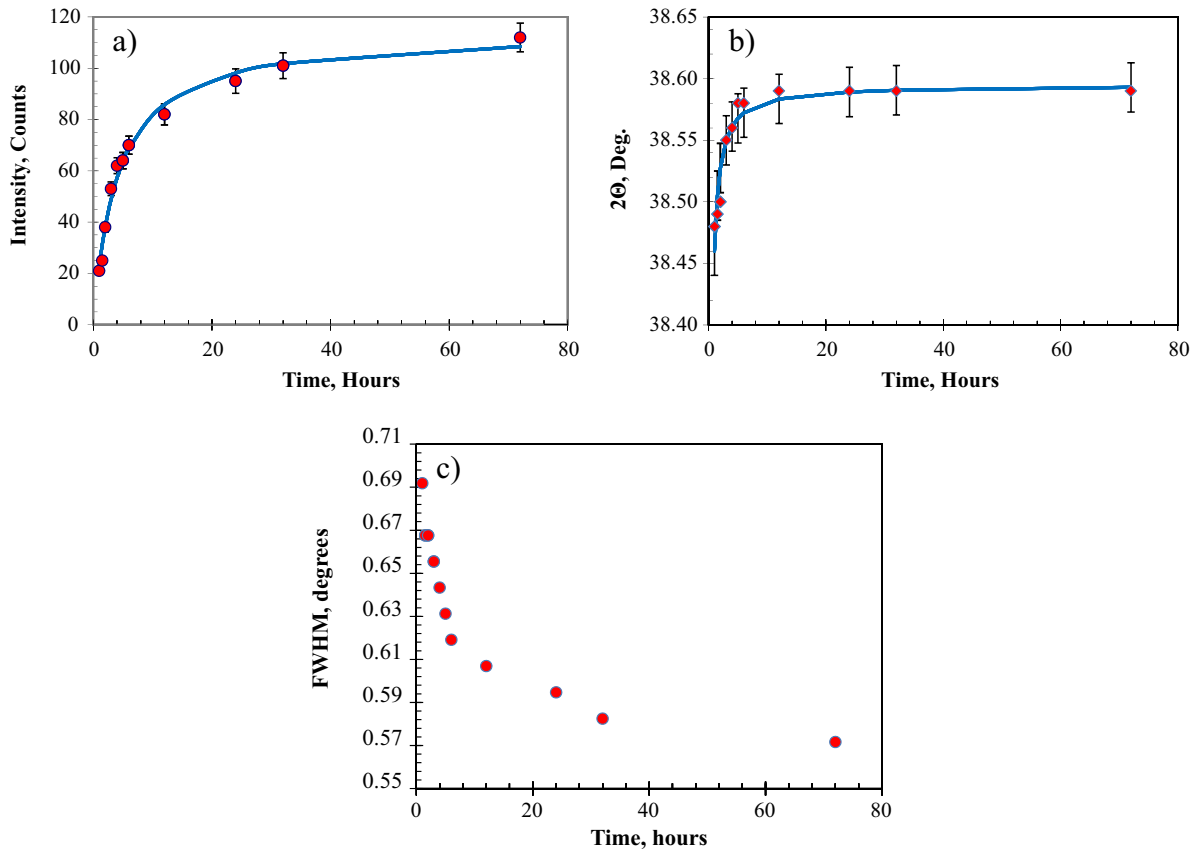 a)
Intensity, Counts
120
100
80
60
40
20
0
0 20 40 60 80
Time, Hours
b)
2Θ, Deg.
38.65
38.60
38.55
38.50
38.45
38.40
0 20 40 60 80
Time, Hours
c)
FWHM, degrees
0.71
0.69
0.67
0.65
0.63
0.61
0.59
0.57
0.55
0 20 40 60 80
Time, hours